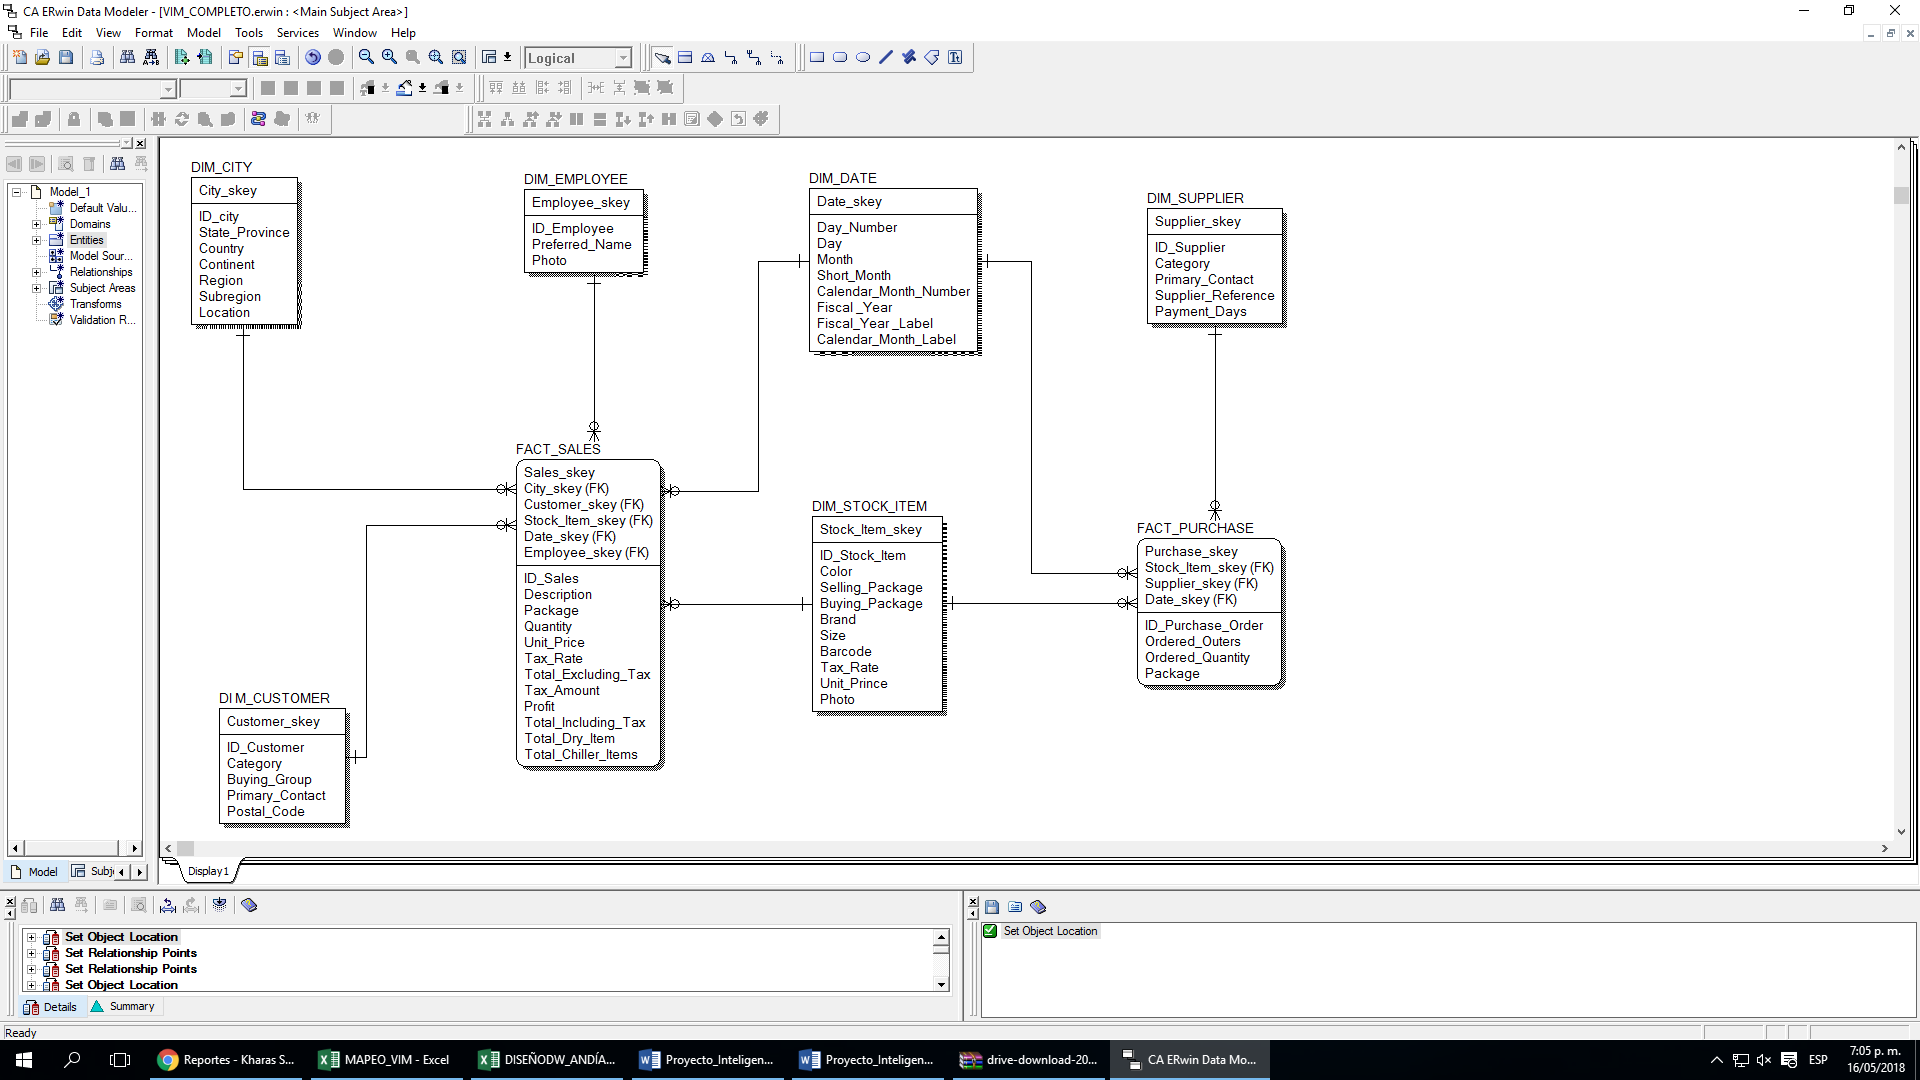 CA ERwin Data Modeler - [VIM_COMPLETO.erwin : <Main Subject Area>]
File Edit View Format Model Tools Services Window Help
Logical
Model_1
Default Valu...
Domains
Entities
Model Sour...
Relationships
Subject Areas
Transforms
Validation R...
Model
Subj
DIM_CITY
City_skey
ID_city
State_Province
Country
Continent
Region
Subregion
Location
DIM_EMPLOYEE
Employee_skey
ID_Employee
Preferred_Name
Photo
DIM_DATE
Date_skey
Day_Number
Day
Month
Short_Month
Calendar_Month_Number
Fiscal _Year
Fiscal_Year _Label
Calendar_Month_Label
DIM_SUPPLIER
Supplier_skey
ID_Supplier
Category
Primary_Contact
Supplier_Reference
Payment_Days
FACT_SALES
Sales_skey
City_skey (FK)
Customer_skey (FK)
Stock_Item_skey (FK)
Date_skey (FK)
Employee_skey (FK)
ID_Sales
Description
Package
Quantity
Unit_Price
Tax_Rate
Total_Excluding_Tax
Tax_Amount
Profit
Total_Including_Tax
Total_Dry_Item
Total_Chiller_Items
DIM_STOCK_ITEM
Stock_Item_skey
ID_Stock_Item
Color
Selling_Package
Buying_Package
Brand
Size
Barcode
Tax_Rate
Unit_Prince
Photo
FACT_PURCHASE
Purchase_skey
Stock_Item_skey (FK)
Supplier_skey (FK)
Date_skey (FK)
ID_Purchase_Order
Ordered_Outers
Ordered_Quantity
Package
DIM_CUSTOMER
Customer_skey
ID_Customer
Category
Buying_Group
Primary_Contact
Postal_Code
Display1
Set Object Location
Set Relationship Points
Set Relationship Points
Set Object Location
Details
Summary
Set Object Location
Ready
Reportes - Kharas S...
MAPEO_VIM - Excel
DISEÑODW_ANDÍA...
Proyecto_Inteligen...
Proyecto_Inteligen...
drive-download-20...
CA ERwin Data Mo...
ESP
7:05 p. m.
16/05/2018